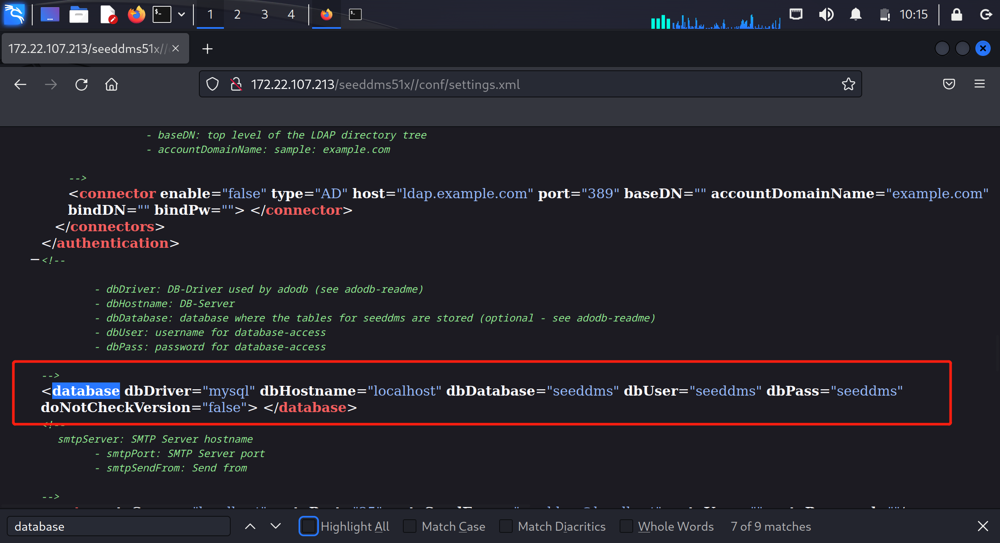 1 2 3 4
$-
10:15
172.22.107.213/seeddms51x//
172.22.107.213/seeddms51x//conf/settings.xml
- baseDN: top level of the LDAP directory tree
- accountDomainName: sample: example.com
-->
<connector enable="false" type="AD" host="ldap.example.com" port="389" baseDN="" accountDomainName="example.com"
bindDN="" bindPw=""> </connector>
</connectors>
</authentication>
<!--
- dbDriver: DB-Driver used by adodb (see adodb-readme)
- dbHostname: DB-Server
- dbDatabase: database where the tables for seeddms are stored (optional - see adodb-readme)
- dbUser: username for database-access
- dbPass: password for database-access
-->
<database dbDriver="mysql" dbHostname="localhost" dbDatabase="seeddms" dbUser="seeddms" dbPass="seeddms"
doNotCheckVersion="false"> </database>
<!--
smtpServer: SMTP Server hostname
- smtpPort: SMTP Server port
- smtpSendFrom: Send from
-->
database
Highlight All
Match Case
Match Diacritics
Whole Words
7 of 9 matches